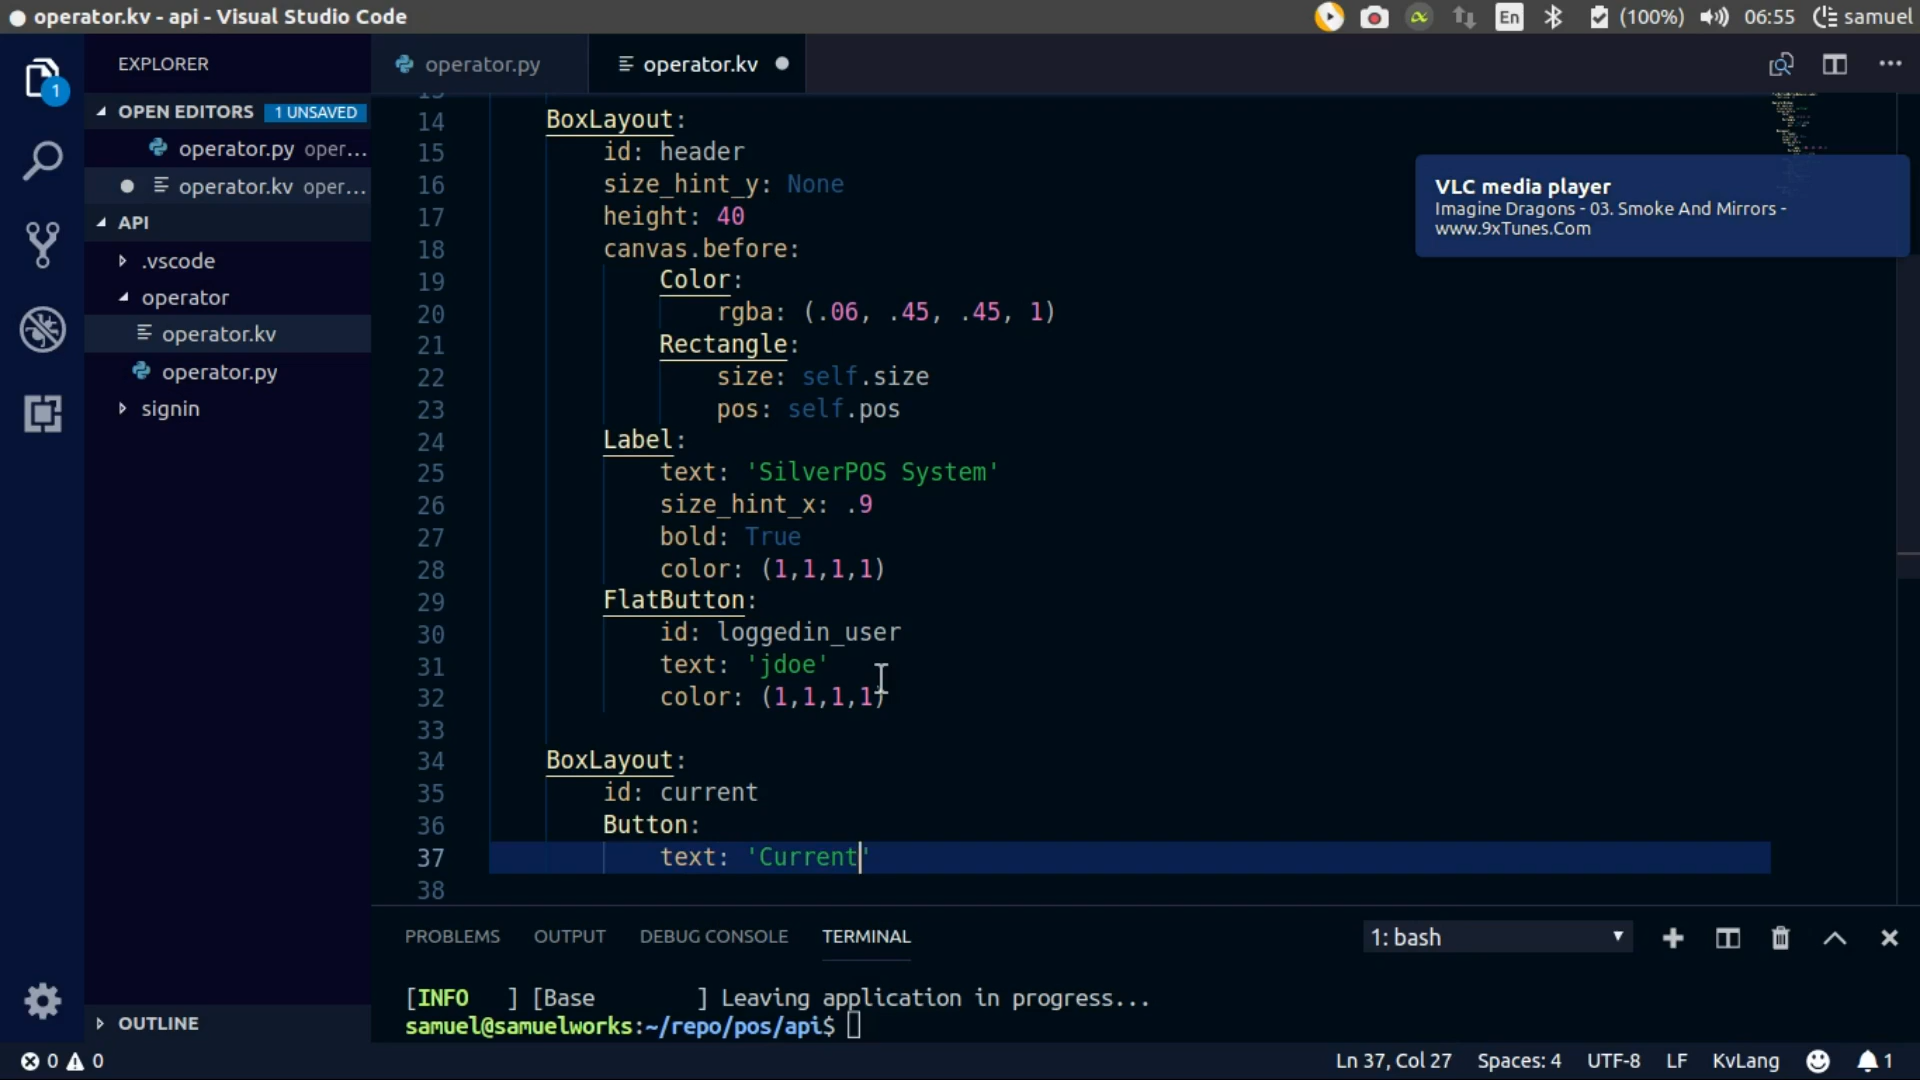 operator.kv - api - Visual Studio Code
En
(100%)
06:55
samuel
1
EXPLORER
OPEN EDITORS
1 UNSAVED
operator.py oper...
operator.kv oper...
API
.vscode
operator
operator.kv
operator.py
signin
OUTLINE
operator.py
operator.kv
14 BoxLayout:
15 id: header
16 size_hint_y: None
17 height: 40
18 canvas.before:
19 Color:
20 rgba: (.06, .45, .45, 1)
21 Rectangle:
22 size: self.size
23 pos: self.pos
24 Label:
25 text: 'SilverPOS System'
26 size_hint_x: .9
27 bold: True
28 color: (1,1,1,1)
29 FlatButton:
30 id: loggedin_user
31 text: 'jdoe'
32 color: (1,1,1,1)
33
34 BoxLayout:
35 id: current
36 Button:
37 text: 'Current'
38
VLC media player
Imagine Dragons - 03. Smoke And Mirrors -
www.9xTunes.Com
PROBLEMS OUTPUT DEBUG CONSOLE TERMINAL
1: bash
[INFO ] [Base ] Leaving application in progress...
samuel@samuelworks:~/repo/pos/api$
0 0
Ln 37, Col 27 Spaces: 4 UTF-8 LF KvLang 1